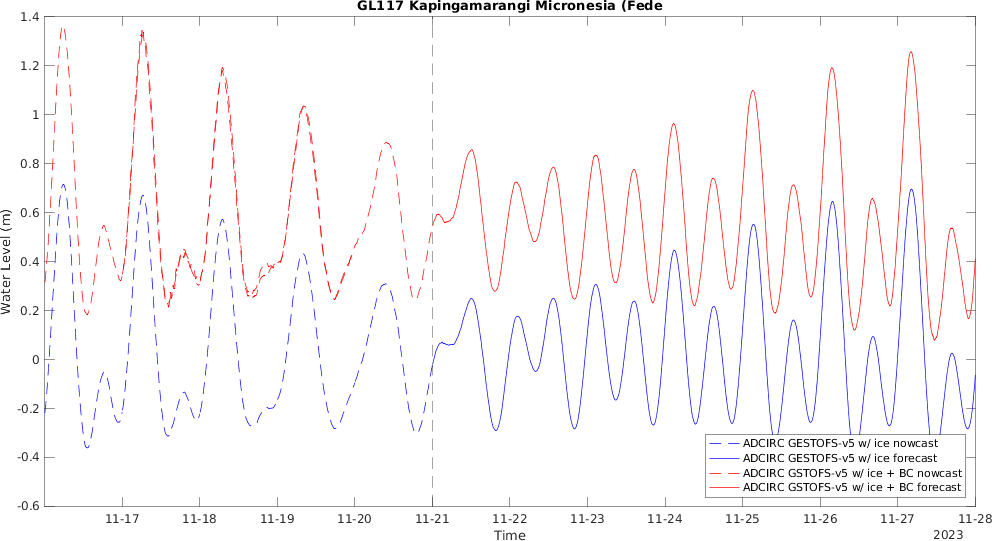 GL117 Kapingamarangi Micronesia (Fede
1.4
1.2
1
0.8
0.6
0.4
0.2
0
-0.2
-0.4
-0.6
Water Level (m)
ADCIRC GESTOFS-v5 w/ ice nowcast
ADCIRC GESTOFS-v5 w/ ice forecast
ADCIRC GSTOFS-v5 w/ ice + BC nowcast
ADCIRC GSTOFS-v5 w/ ice + BC forecast
11-17 11-18 11-19 11-20 11-21 11-22 11-23 11-24 11-25 11-26 11-27 11-28
Time
2023